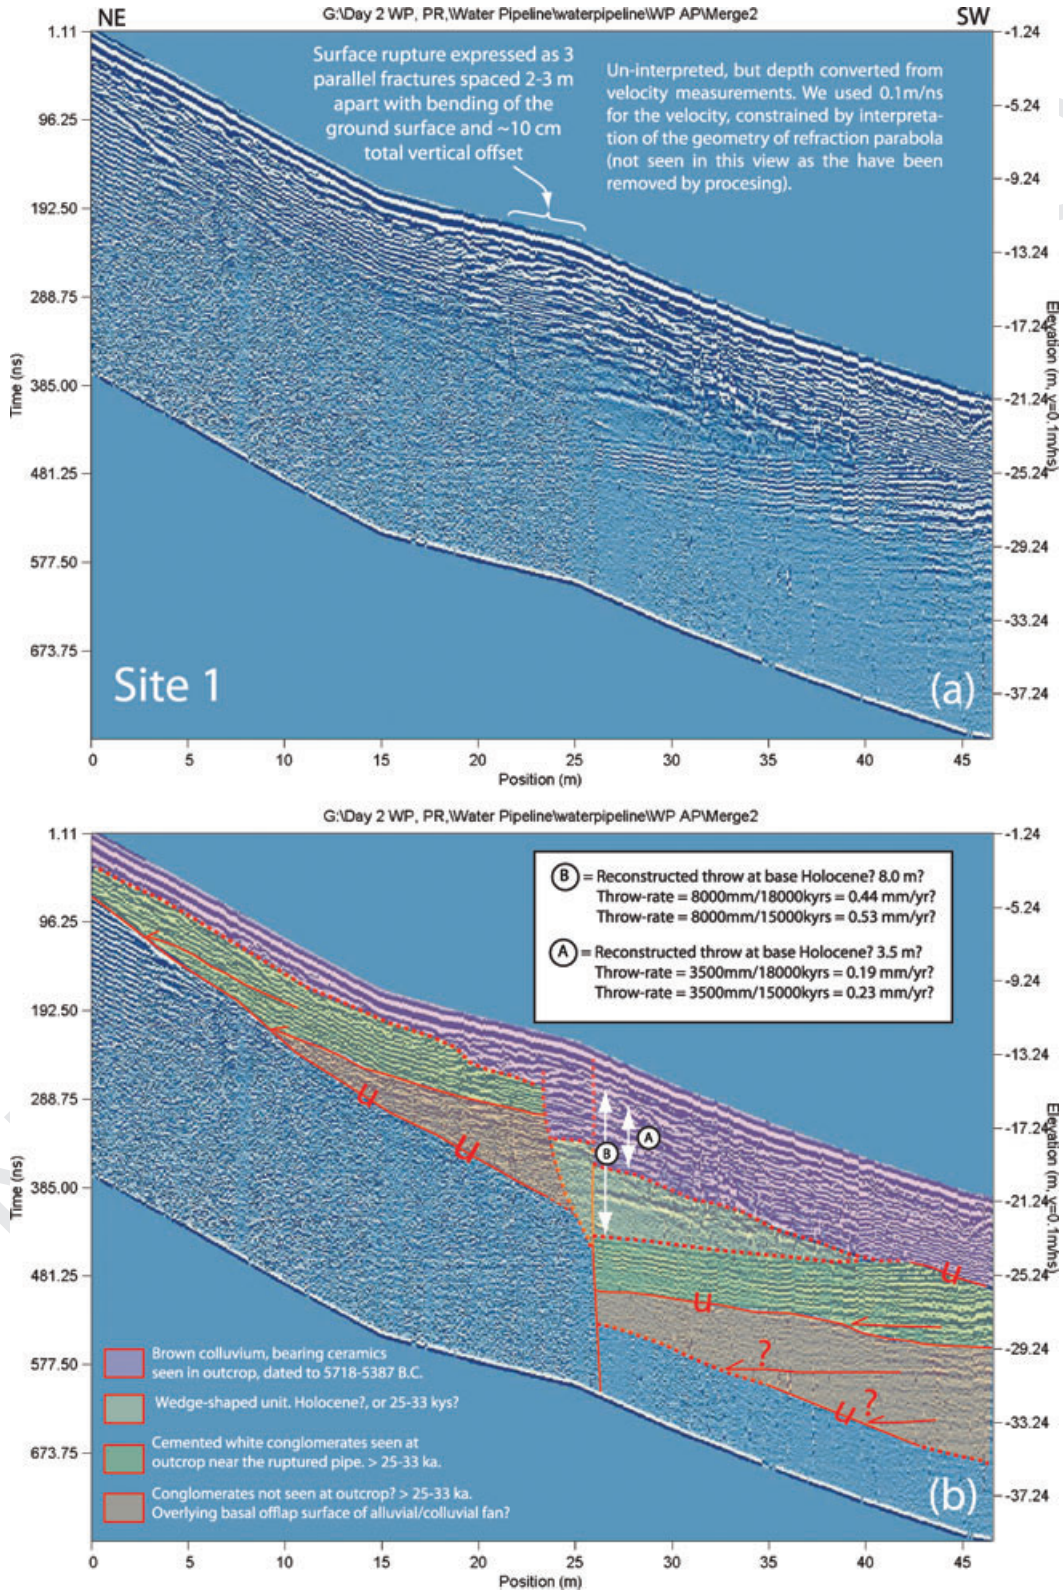 G:\Day 2 WP, PR,\Water Pipeline\waterpipeline\WP AP\Merge2
NE
SW
Surface rupture expressed as 3
parallel fractures spaced 2-3 m
apart with bending of the
ground surface and ~10 cm
total vertical offset
Un-interpreted, but depth converted from
velocity measurements. We used 0.1m/ns
for the velocity, constrained by interpreta-
tion of the geometry of refraction parabola
(not seen in this view as the have been
removed by procesing).
1.11
96.25
192.50
288.75
385.00
481.25
577.50
673.75
Time (ns)
-1.24
-5.24
-9.24
-13.24
-17.24
-21.24
-25.24
-29.24
-33.24
-37.24
Elevation (m, v=0.1m/ns)
Site 1
(a)
0 5 10 15 20 25 30 35 40 45
Position (m)
G:\Day 2 WP, PR,\Water Pipeline\waterpipeline\WP AP\Merge2
B = Reconstructed throw at base Holocene? 8.0 m?
Throw-rate = 8000mm/18000kyrs = 0.44 mm/yr?
Throw-rate = 8000mm/15000kyrs = 0.53 mm/yr?
A = Reconstructed throw at base Holocene? 3.5 m?
Throw-rate = 3500mm/18000kyrs = 0.19 mm/yr?
Throw-rate = 3500mm/15000kyrs = 0.23 mm/yr?
1.11
96.25
192.50
288.75
385.00
481.25
577.50
673.75
Time (ns)
-1.24
-5.24
-9.24
-13.24
-17.24
-21.24
-25.24
-29.24
-33.24
-37.24
Elevation (m, v=0.1m/ns)
u
u
A
B
u
u
?
u?
Brown colluvium, bearing ceramics
seen in outcrop, dated to 5718-5387 B.C.
Wedge-shaped unit. Holocene?, or 25-33 kys?
Cemented white conglomerates seen at
outcrop near the ruptured pipe. > 25-33 ka.
Conglomerates not seen at outcrop? > 25-33 ka.
Overlying basal offlap surface of alluvial/colluvial fan?
(b)
0 5 10 15 20 25 30 35 40 45
Position (m)